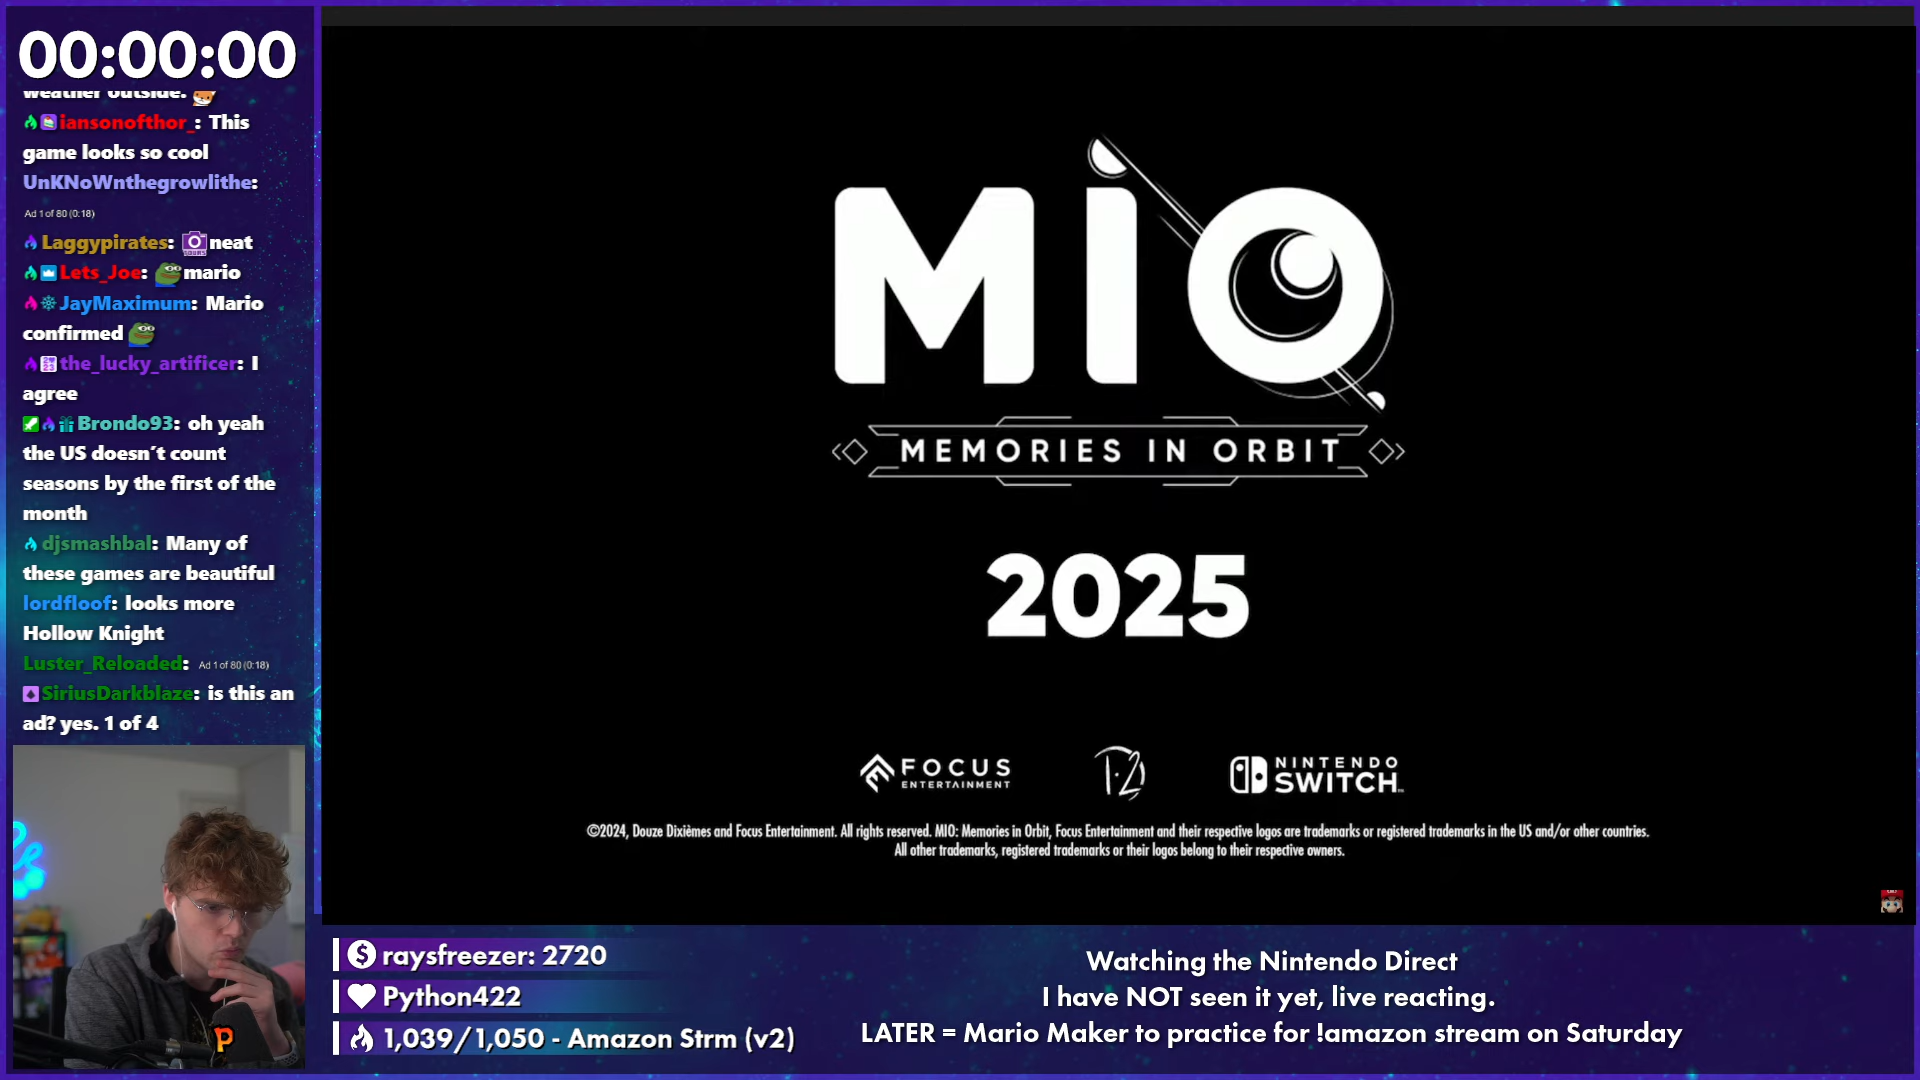 00:00:00
weather outside.
iansonofthor_: This
game looks so cool
UnKNoWnthegrowlithe:
Ad 1 of 80 (0:18)
Laggypirates: neat
Lets_Joe: mario
JayMaximum: Mario
confirmed
the_lucky_artificer: I
agree
Brondo93: oh yeah
the US doesn't count
seasons by the first of the
month
djsmashbal: Many of
these games are beautiful
lordfloof: looks more
Hollow Knight
Luster_Reloaded: Ad 1 of 80 (0:18)
SiriusDarkblaze: is this an
ad? yes. 1 of 4
MIO
MEMORIES IN ORBIT
2025
FOCUS
ENTERTAINMENT
NINTENDO
SWITCH
©2024, Douze Dixièmes and Focus Entertainment. All rights reserved. MIO: Memories in Orbit, Focus Entertainment and their respective logos are trademarks or registered trademarks in the US and/or other countries.
All other trademarks, registered trademarks or their logos belong to their respective owners.
raysfreezer: 2720
Python422
1,039/1,050 - Amazon Strm (v2)
Watching the Nintendo Direct
I have NOT seen it yet, live reacting.
LATER = Mario Maker to practice for !amazon stream on Saturday